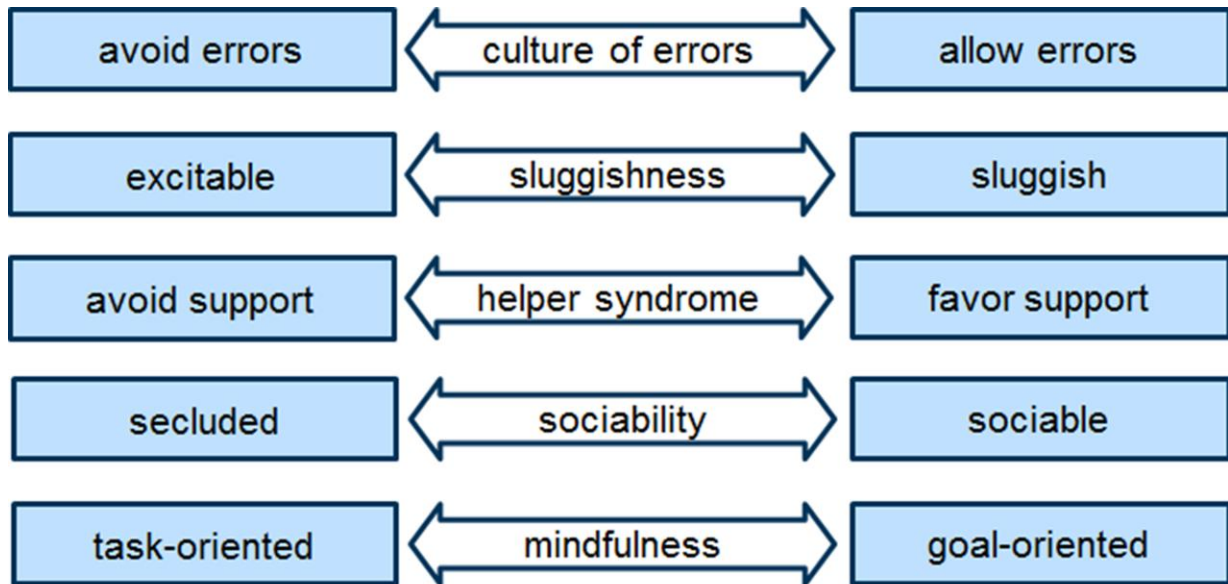 avoid errors culture of errors allow errors
excitable sluggishness sluggish
avoid support helper syndrome favor support
secluded sociability sociable
task-oriented mindfulness goal-oriented